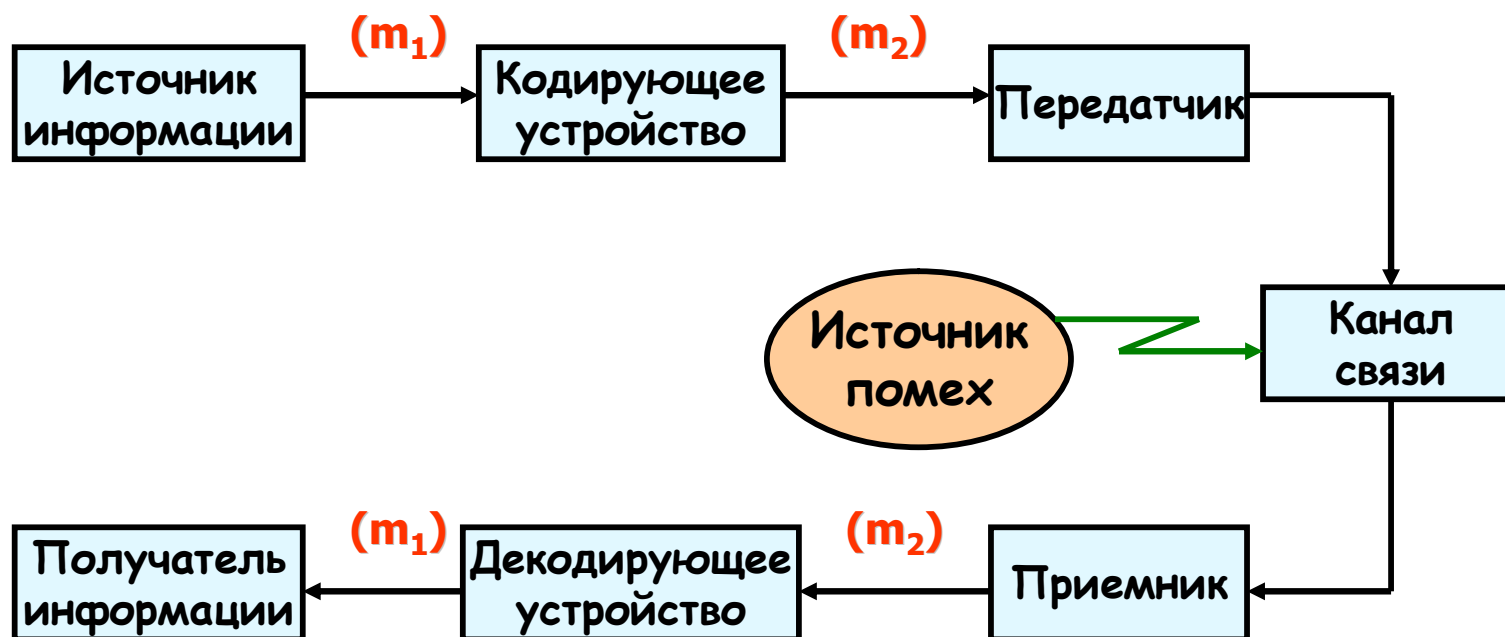 (m₁)
(m₂)
Источник
информации
Кодирующее
устройство
Передатчик
Источник
помех
Канал
связи
(m₁)
(m₂)
Получатель
информации
Декодирующее
устройство
Приемник